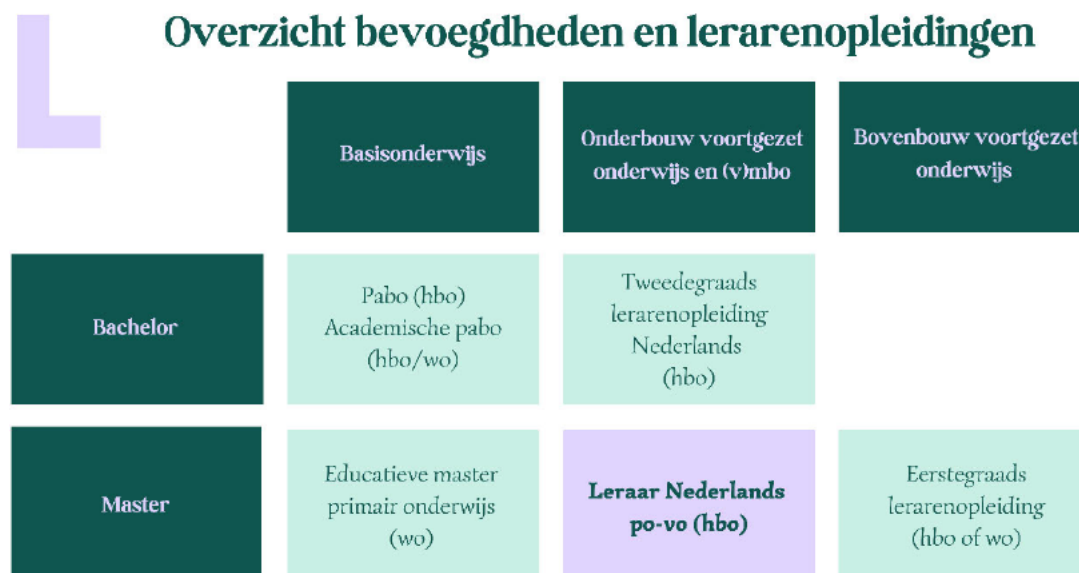 Overzicht bevoegdheden en lerarenopleidingen
Basisonderwijs
Onderbouw voortgezet
onderwijs en (v)mbo
Bovenbouw voortgezet
onderwijs
Bachelor
Pabo (hbo)
Academische pabo
(hbo/wo)
Tweedegraads
lerarenopleiding
Nederlands
(hbo)
Master
Educatieve master
primair onderwijs
(wo)
Leraar Nederlands
po-vo (hbo)
Eerstegraads
lerarenopleiding
(hbo of wo)